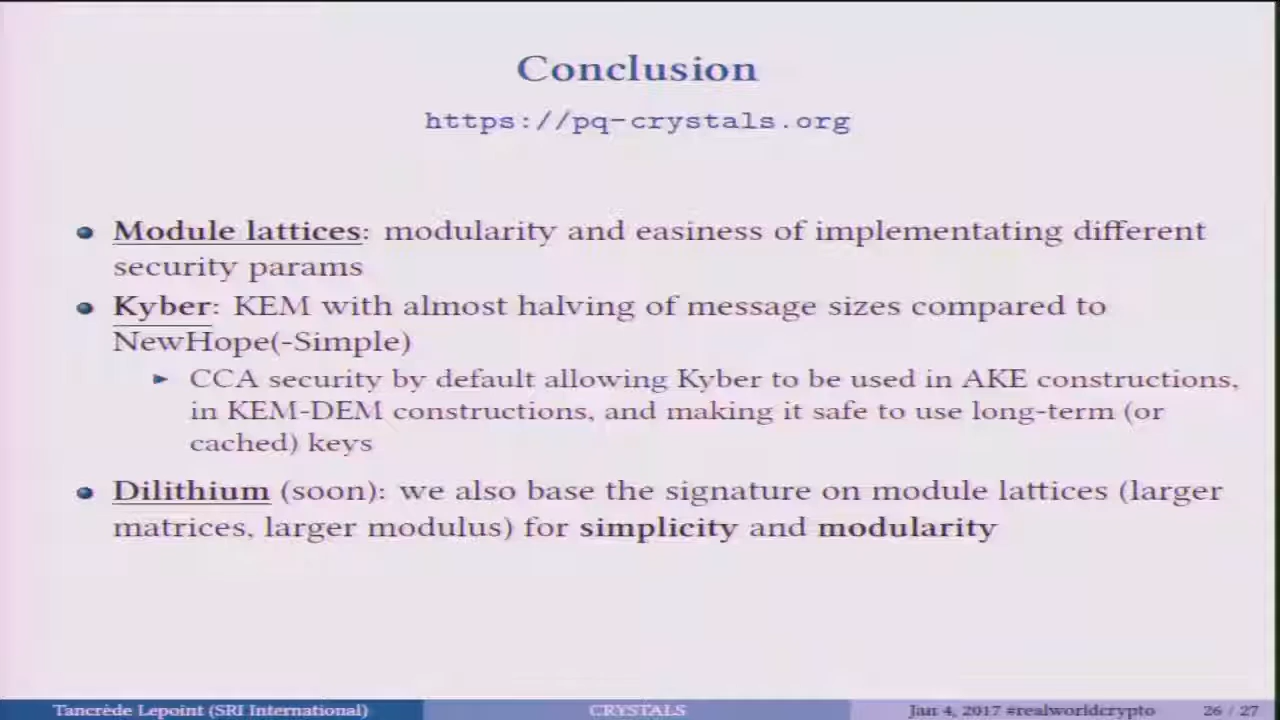 Conclusion
https://pq-crystals.org
Module lattices: modularity and easiness of implementating different
security params
Kyber: KEM with almost halving of message sizes compared to
NewHope(-Simple)
CCA security by default allowing Kyber to be used in AKE constructions,
in KEM-DEM constructions, and making it safe to use long-term (or
cached) keys
Dilithium (soon): we also base the signature on module lattices (larger
matrices, larger modulus) for simplicity and modularity
Tancrède Lepoint (SRI International) CRYSTALS Jan 4, 2017 #realworldcrypto 26 / 27